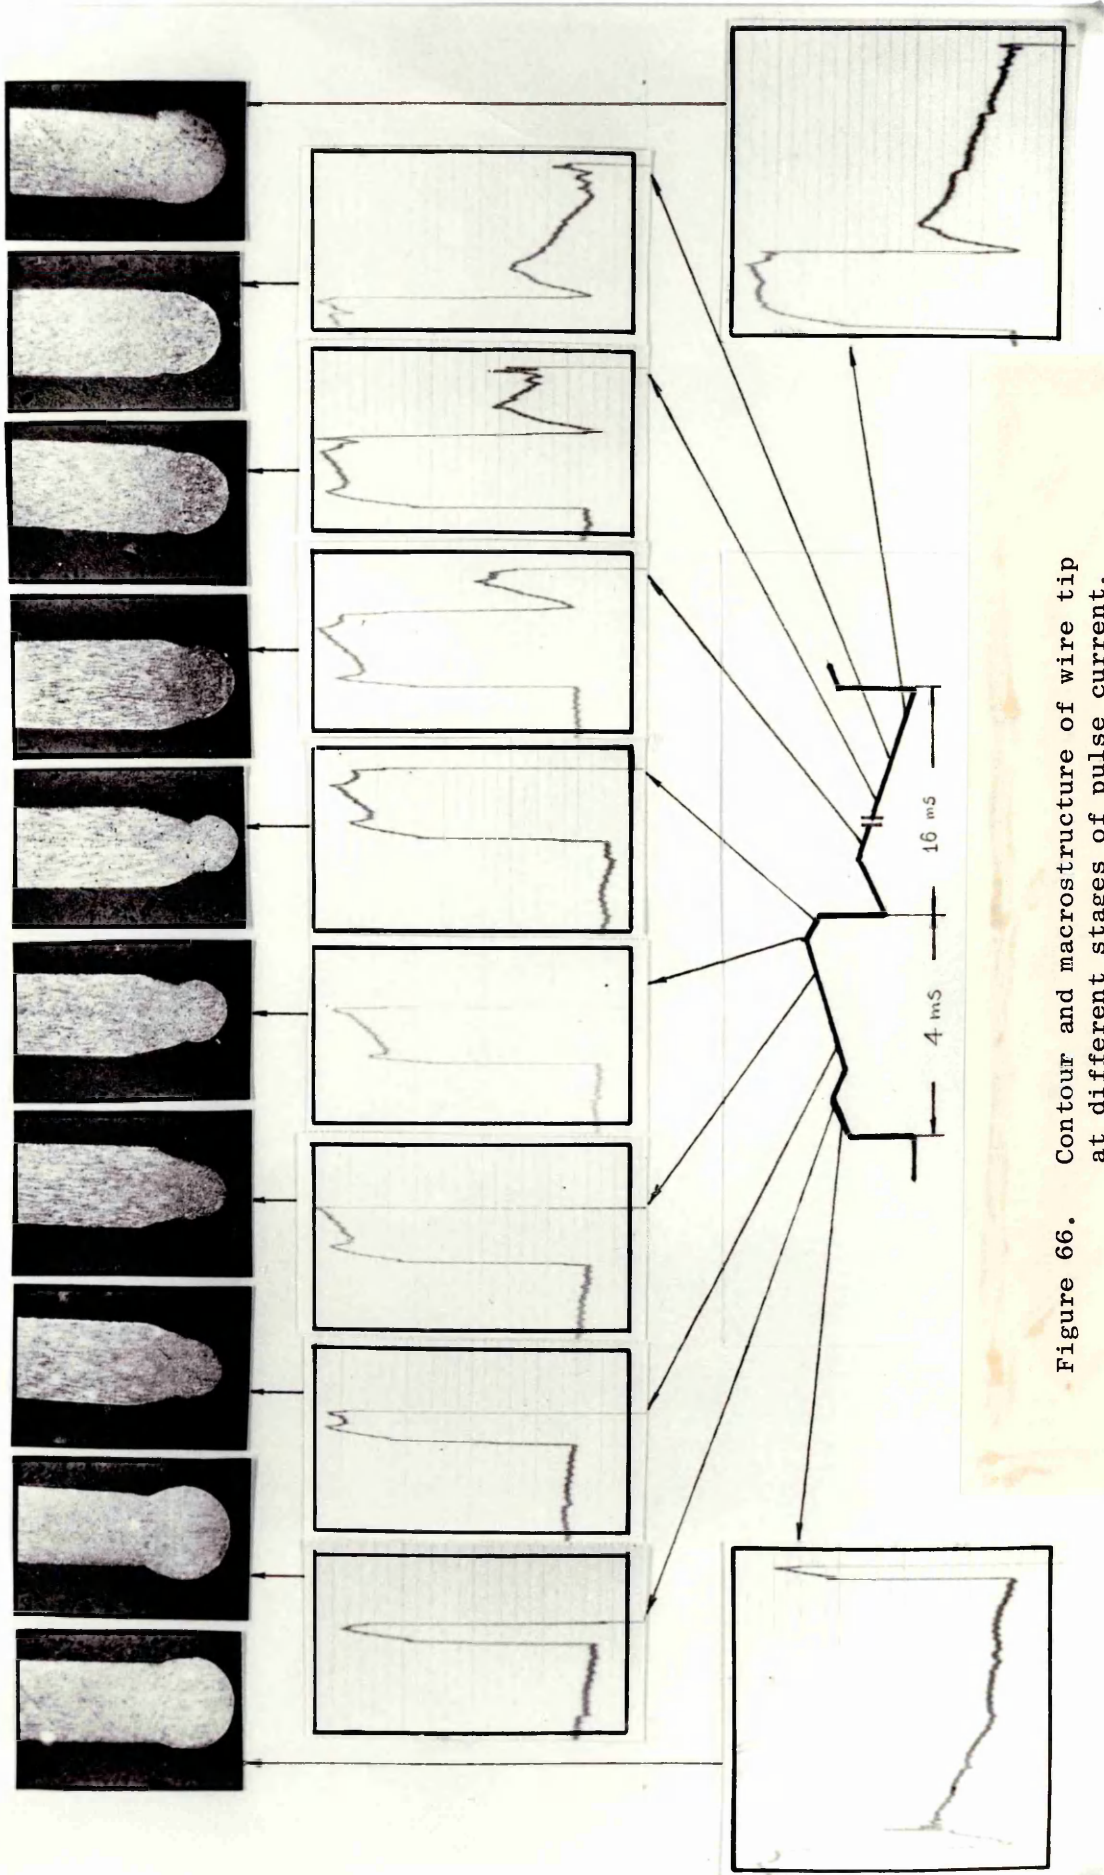 4 ms
16 ms
Figure 66. Contour and macrostructure of wire tip
at different stages of pulse current.